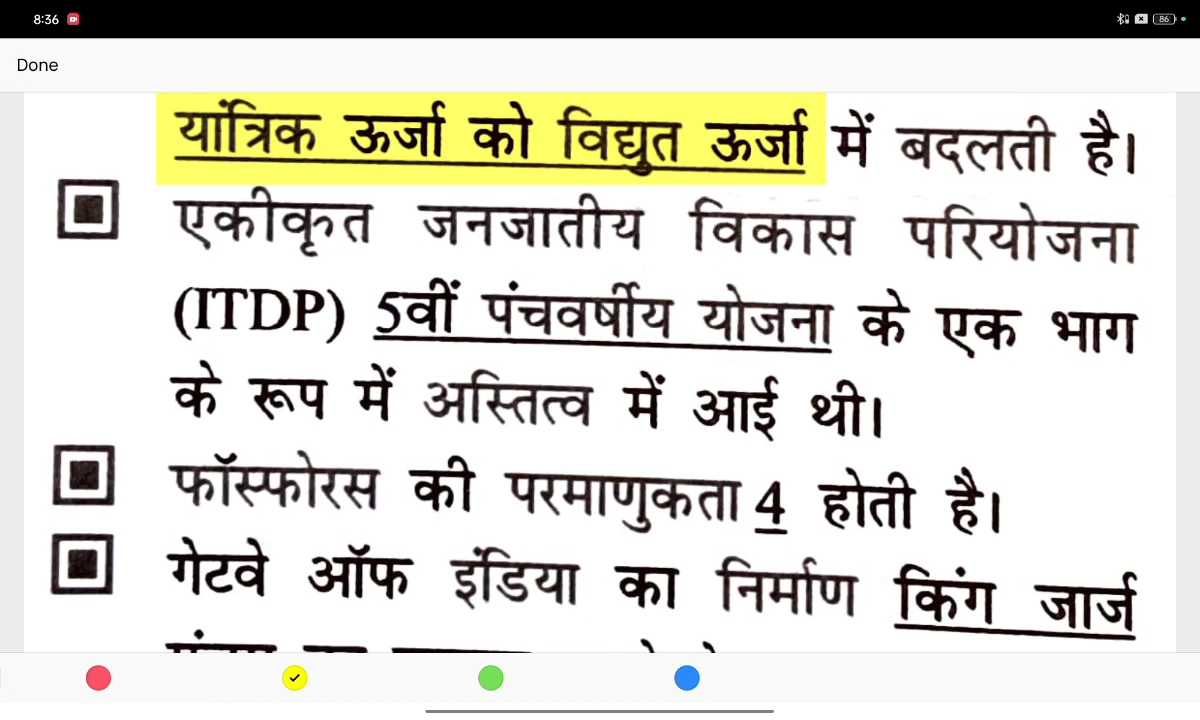 8:36
86
Done
यांत्रिक ऊर्जा को विद्युत ऊर्जा में बदलती है।
एकीकृत जनजातीय विकास परियोजना
(ITDP) 5वीं पंचवर्षीय योजना के एक भाग
के रूप में अस्तित्व में आई थी।
फॉस्फोरस की परमाणुकता 4 होती है।
गेटवे ऑफ इंडिया का निर्माण किंग जार्ज